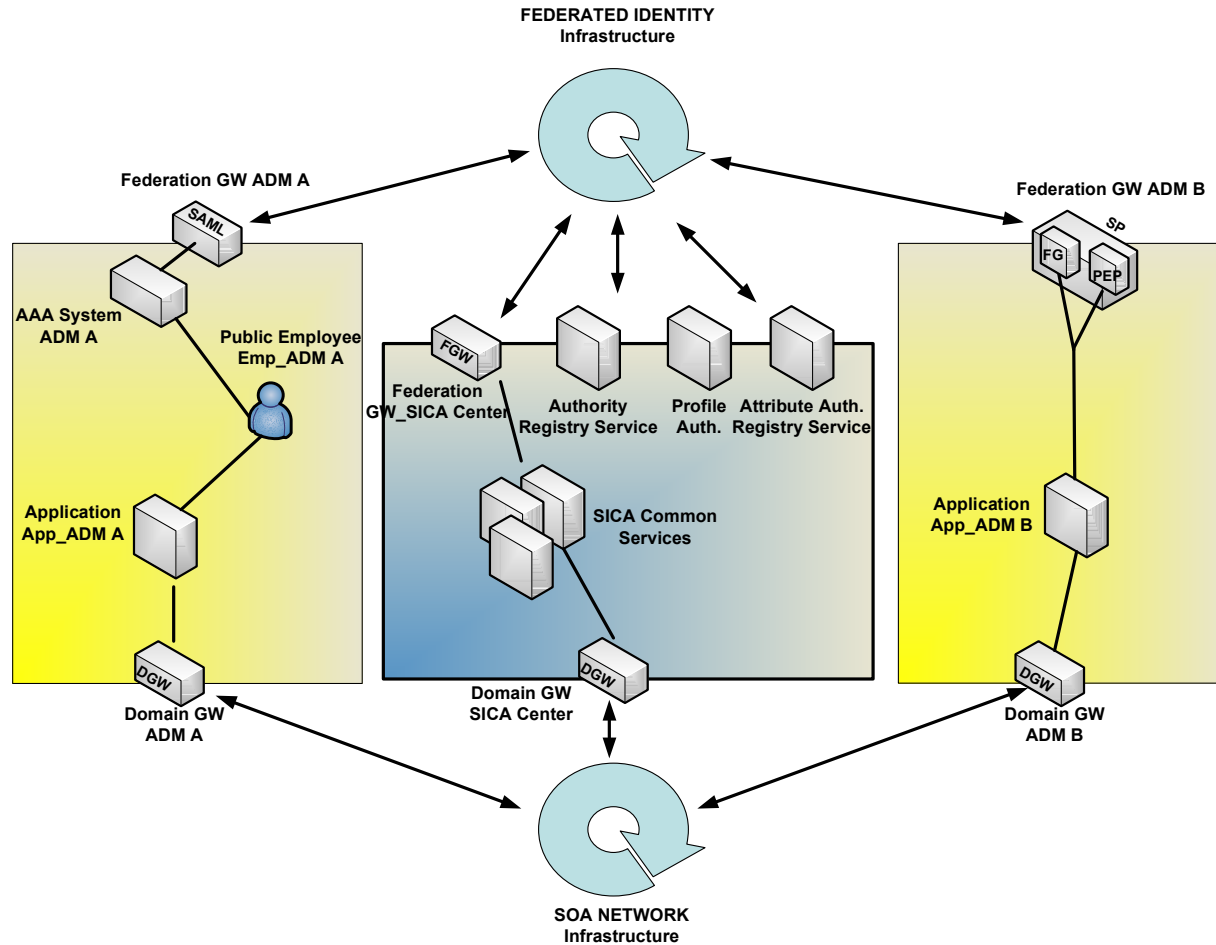 FEDERATED IDENTITY
Infrastructure
Federation GW ADM A
SAML
AAA System
ADM A
Public Employee
Emp_ADM A
Application
App_ADM A
DGW
Domain GW
ADM A
FGW
Federation
GW_SICA Center
Authority
Registry Service
Profile
Auth.
Attribute Auth.
Registry Service
SICA Common
Services
DGW
Domain GW
SICA Center
Federation GW ADM B
SP
FG
PEP
Application
App_ADM B
DGW
Domain GW
ADM B
SOA NETWORK
Infrastructure